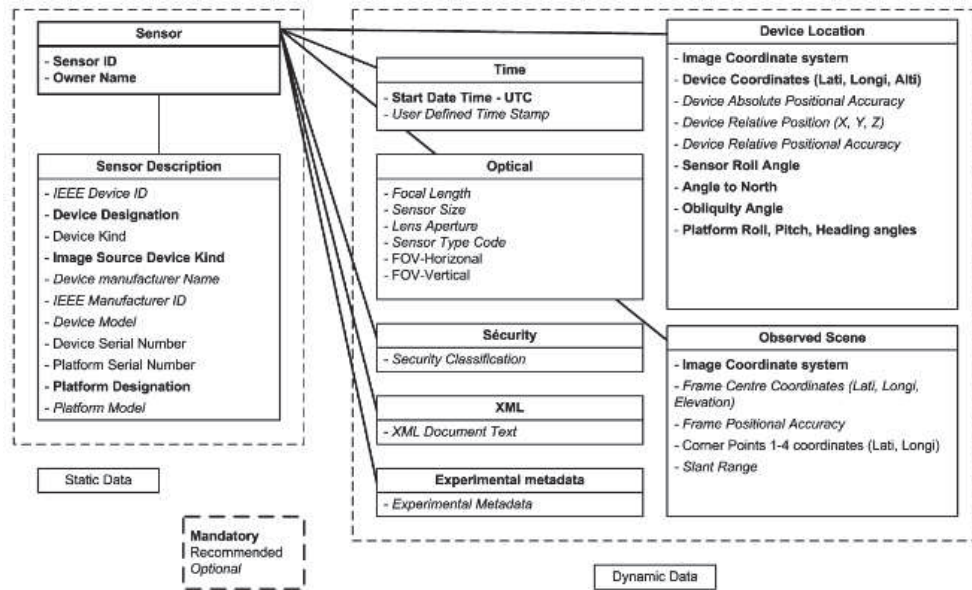 Sensor
- Sensor ID
- Owner Name
Sensor Description
- IEEE Device ID
- Device Designation
- Device Kind
- Image Source Device Kind
- Device manufacturer Name
- IEEE Manufacturer ID
- Device Model
- Device Serial Number
- Platform Serial Number
- Platform Designation
- Platform Model
Static Data
Mandatory
Recommended
Optional
Time
- Start Date Time - UTC
- User Defined Time Stamp
Optical
- Focal Length
- Sensor Size
- Lens Aperture
- Sensor Type Code
- FOV-Horizonal
- FOV-Vertical
Sécurity
- Security Classification
XML
- XML Document Text
Experimental metadata
- Experimental Metadata
Device Location
- Image Coordinate system
- Device Coordinates (Lati, Longi, Alti)
- Device Absolute Positional Accuracy
- Device Relative Position (X, Y, Z)
- Device Relative Positional Accuracy
- Sensor Roll Angle
- Angle to North
- Obliquity Angle
- Platform Roll, Pitch, Heading angles
Observed Scene
- Image Coordinate system
- Frame Centre Coordinates (Lati, Longi,
Elevation)
- Frame Positional Accuracy
- Corner Points 1-4 coordinates (Lati, Longi)
- Slant Range
Dynamic Data